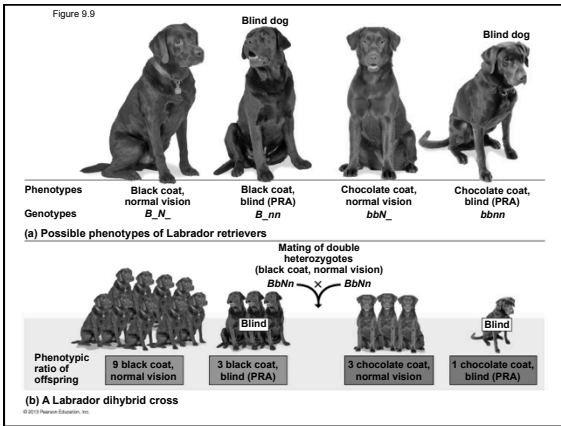 Figure 9.9
Blind dog
Blind dog
Phenotypes
Black coat,
normal vision
Black coat,
blind (PRA)
Chocolate coat,
normal vision
Chocolate coat,
blind (PRA)
Genotypes
B_N_
B_nn
bbN_
bbnn
(a) Possible phenotypes of Labrador retrievers
Mating of double
heterozygotes
(black coat, normal vision)
BbNn × BbNn
Blind
Blind
Phenotypic
ratio of
offspring
9 black coat,
normal vision
3 black coat,
blind (PRA)
3 chocolate coat,
normal vision
1 chocolate coat,
blind (PRA)
(b) A Labrador dihybrid cross
© 2013 Pearson Education, Inc.